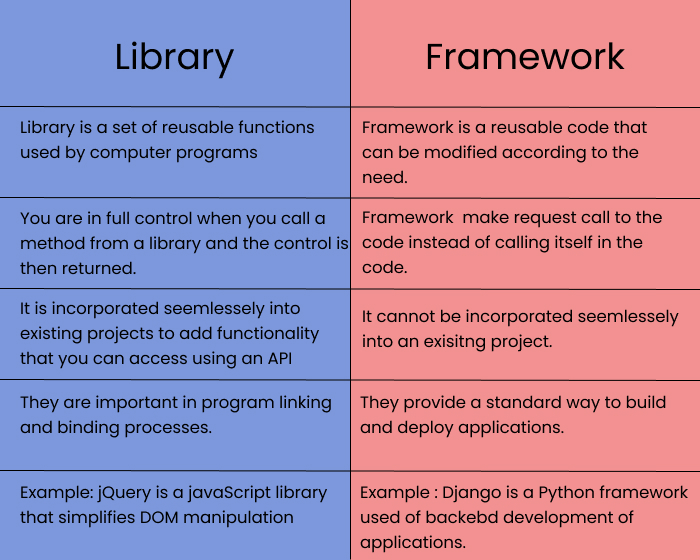 Library
Framework
Library is a set of reusable functions
used by computer programs
Framework is a reusable code that
can be modified according to the
need.
You are in full control when you call a
method from a library and the control is
then returned.
Framework  make request call to the
code instead of calling itself in the
code.
It is incorporated seemlessely into
existing projects to add functionality
that you can access using an API
It cannot be incorporated seemlessely
into an exisitng project.
They are important in program linking
and binding processes.
They provide a standard way to build
and deploy applications.
Example: jQuery is a javaScript library
that simplifies DOM manipulation
Example : Django is a Python framework
used of backebd development of
applications.